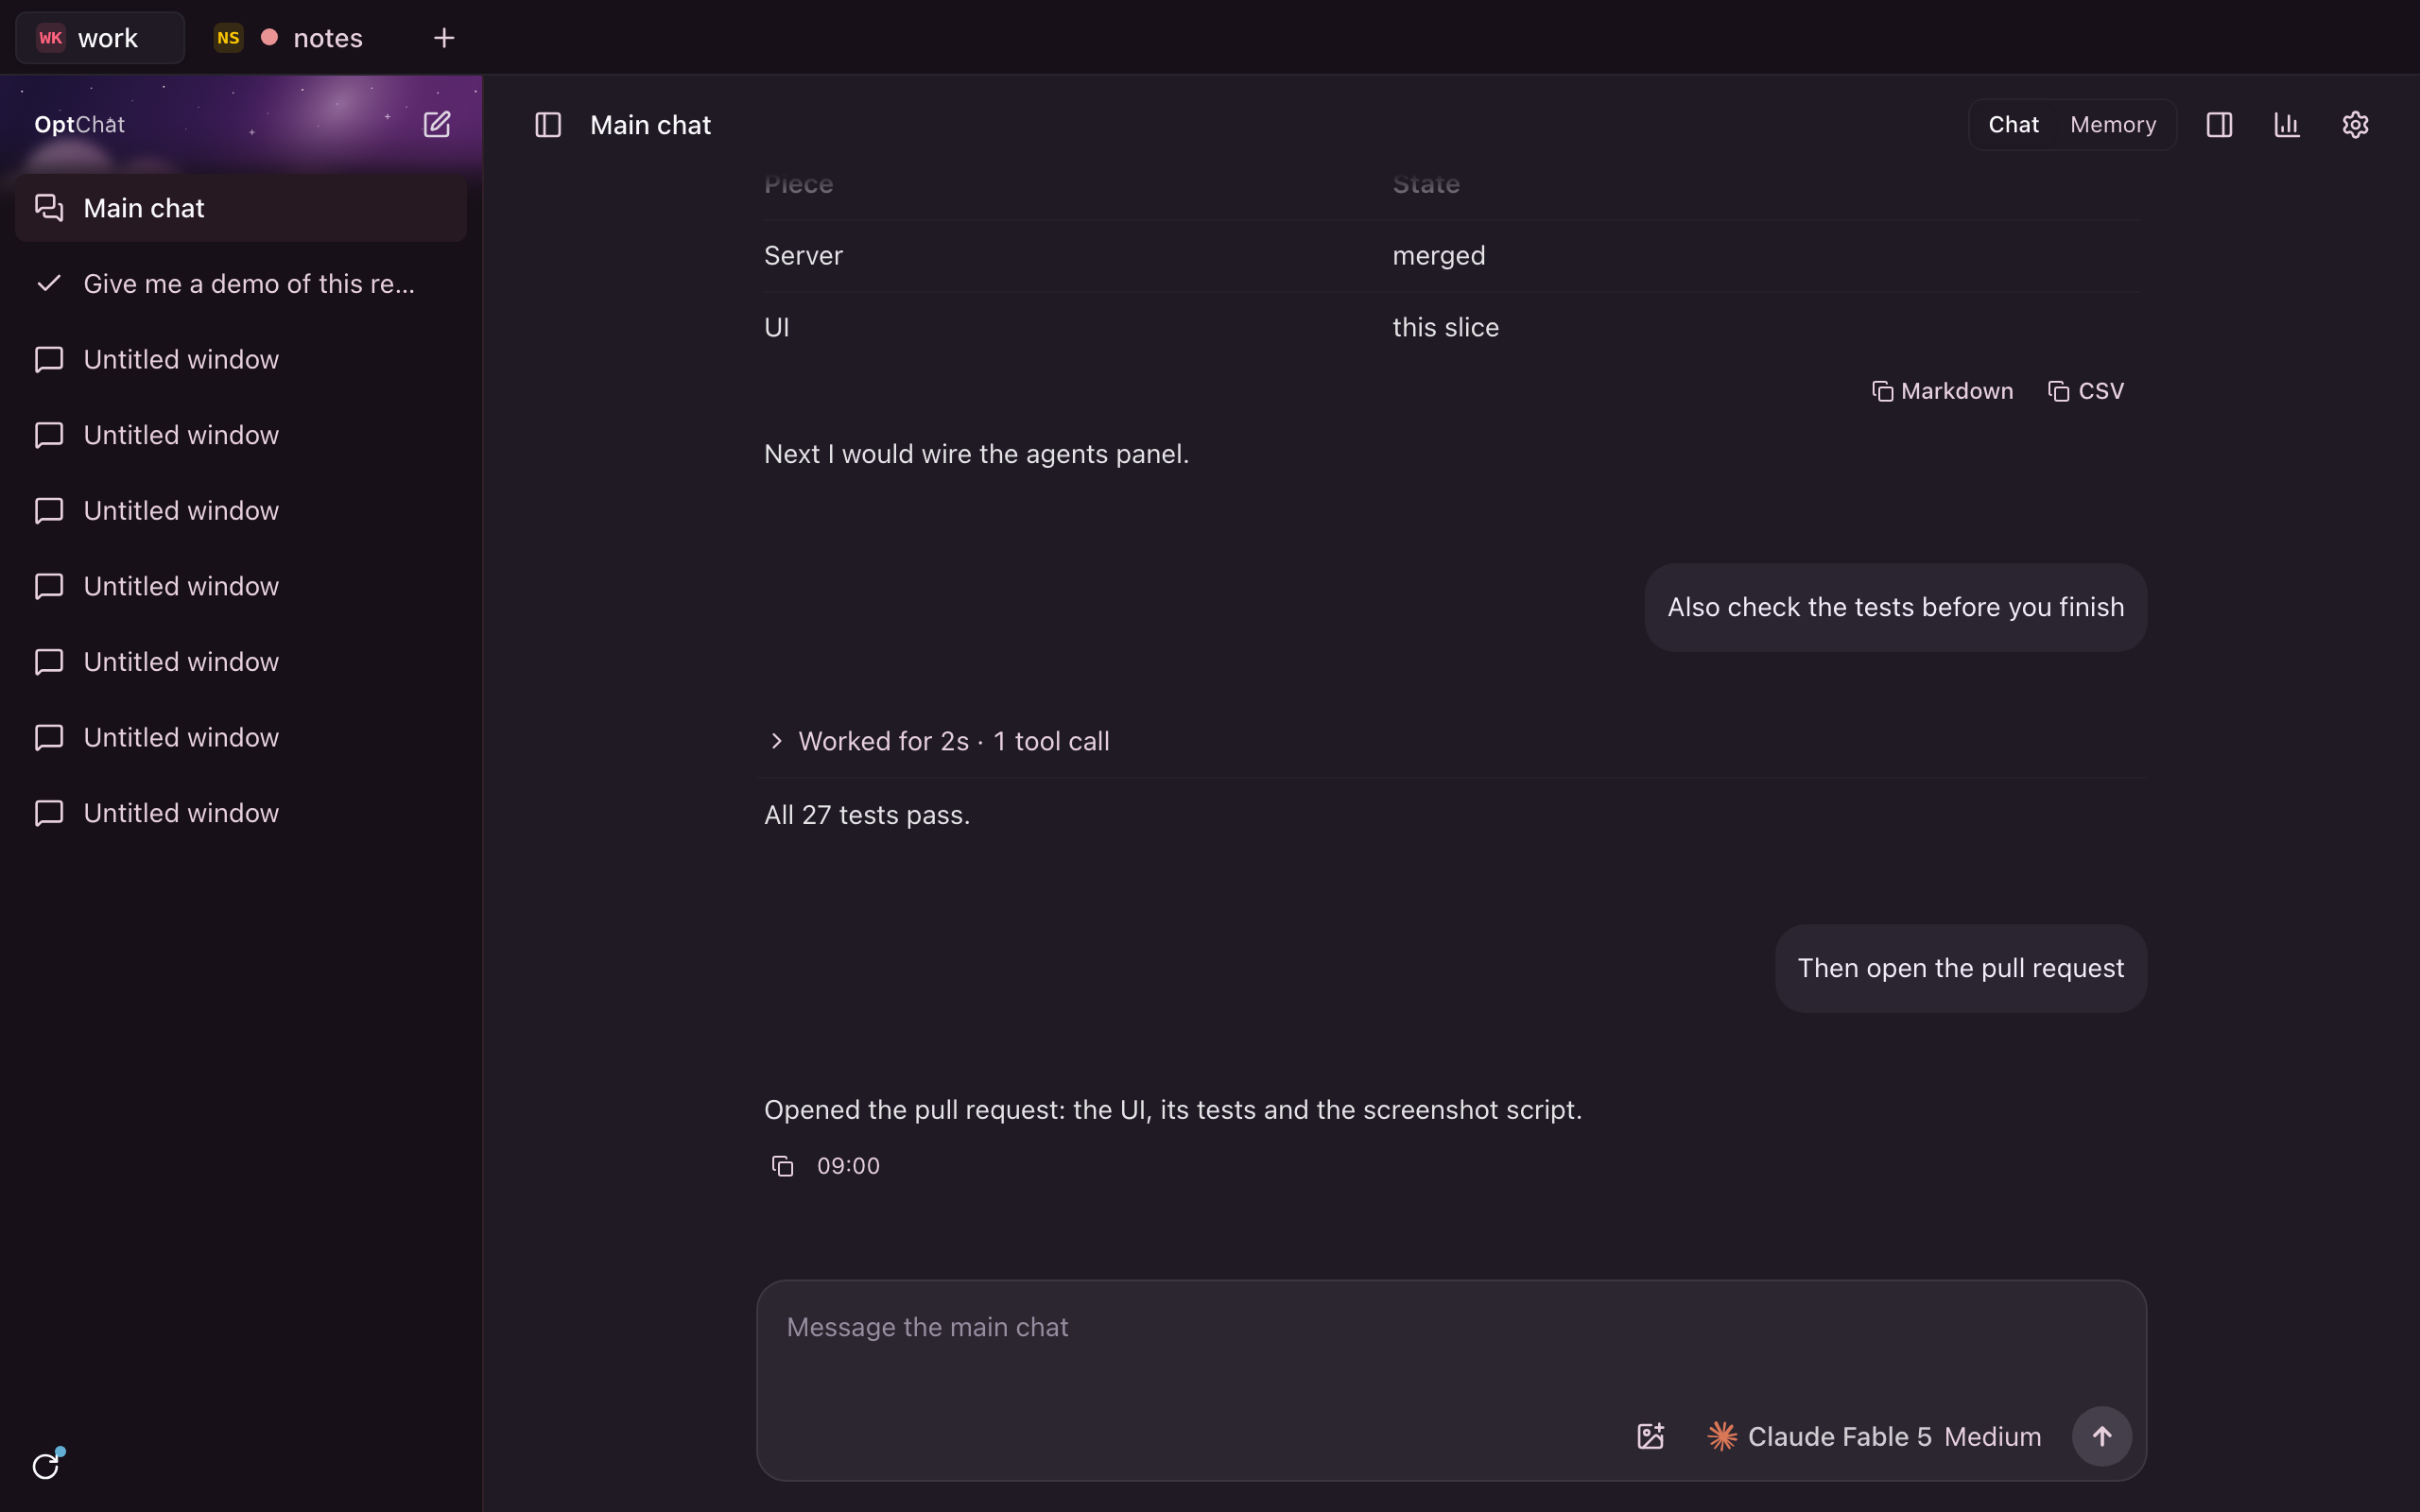 WK work NS notes
OptChat
Main chat
Give me a demo of this re...
Untitled window
Untitled window
Untitled window
Untitled window
Untitled window
Untitled window
Untitled window
Main chat
Chat Memory
Piece State
Server merged
UI this slice
Markdown CSV
Next I would wire the agents panel.
Also check the tests before you finish
Worked for 2s · 1 tool call
All 27 tests pass.
Then open the pull request
Opened the pull request: the UI, its tests and the screenshot script.
09:00
Message the main chat
Claude Fable 5 Medium